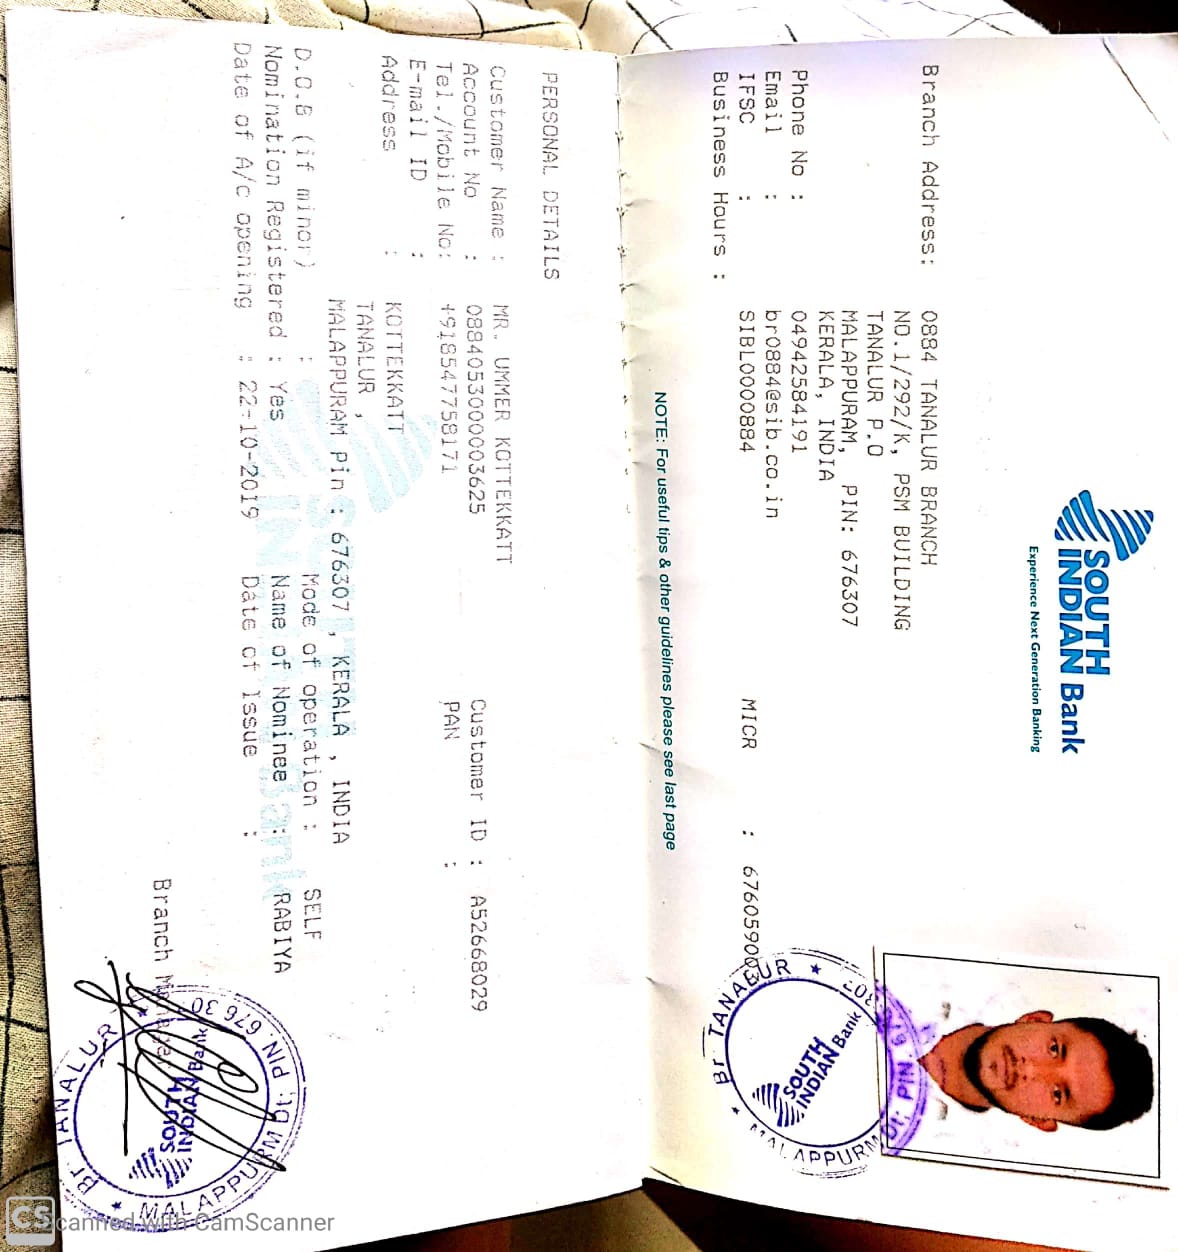 SOUTH
INDIAN Bank
Experience Next Generation Banking
Branch Address: 0884 TANALUR BRANCH
NO.1/292/K, PSM BUILDING
TANALUR P.O
MALAPPURAM, PIN: 676307
KERALA, INDIA
Phone No : 04942584191
Email : br0884@sib.co.in
IFSC : SIBL0000884 MICR : 67605900
Business Hours :
Br TANALUR ★ MALAPPURM Dt. PIN 676 307 ★
SOUTH
INDIAN Bank
NOTE: For useful tips & other guidelines please see last page
PERSONAL DETAILS
Customer Name : MR. UMMER KOTTEKKATT
Account No : 0884053000003625 Customer ID : A52668029
Tel./Mobile No: +918547758171 PAN :
E-mail ID :
Address : KOTTEKKATT
TANALUR ,
MALAPPURAM Pin : 676307 , KERALA , INDIA
D.O.B (if minor) : Mode of operation : SELF
Nomination Registered : Yes Name of Nominee : RABIYA
Date of A/c opening : 22-10-2019 Date of Issue :
Branch Manager
Br TANALUR ★ MALAPPURM Dt. PIN 676 30
SOUTH
INDIAN Bank
CS Scanned with CamScanner